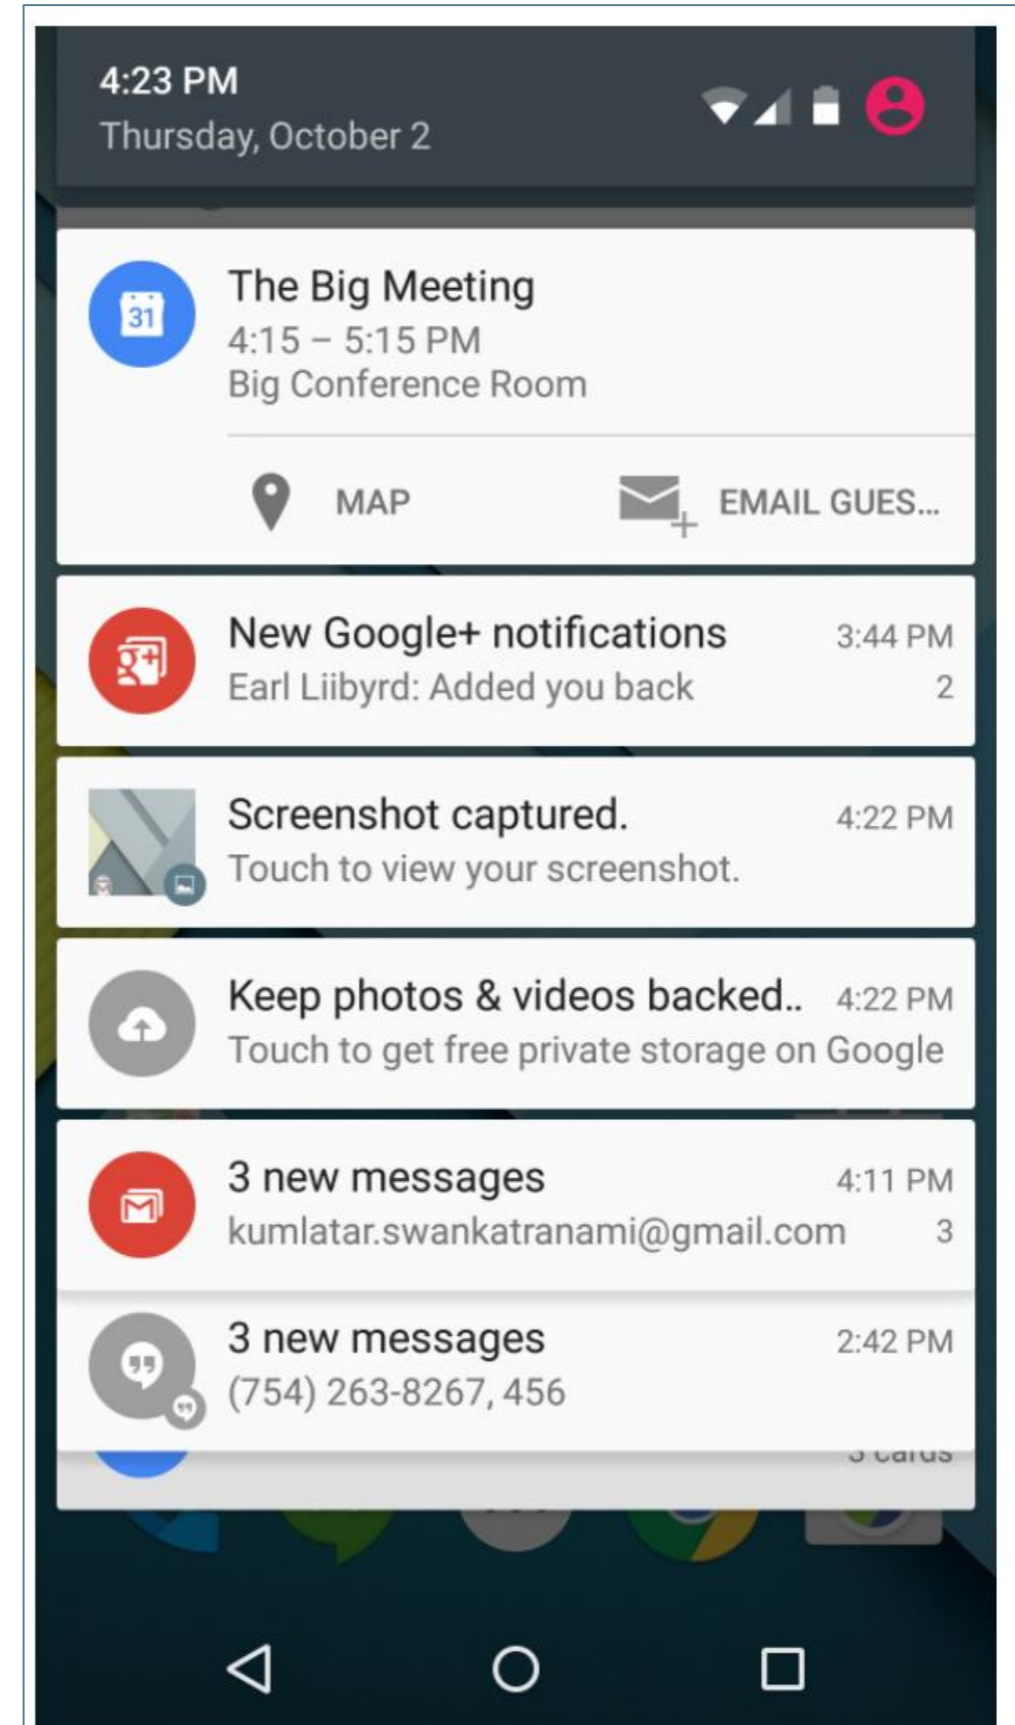 4:23 PM
Thursday, October 2
The Big Meeting
4:15 – 5:15 PM
Big Conference Room
MAP EMAIL GUES...
New Google+ notifications 3:44 PM
Earl Liibyrd: Added you back 2
Screenshot captured. 4:22 PM
Touch to view your screenshot.
Keep photos & videos backed.. 4:22 PM
Touch to get free private storage on Google
3 new messages 4:11 PM
kumlatar.swankatranami@gmail.com 3
3 new messages 2:42 PM
(754) 263-8267, 456
3 cards